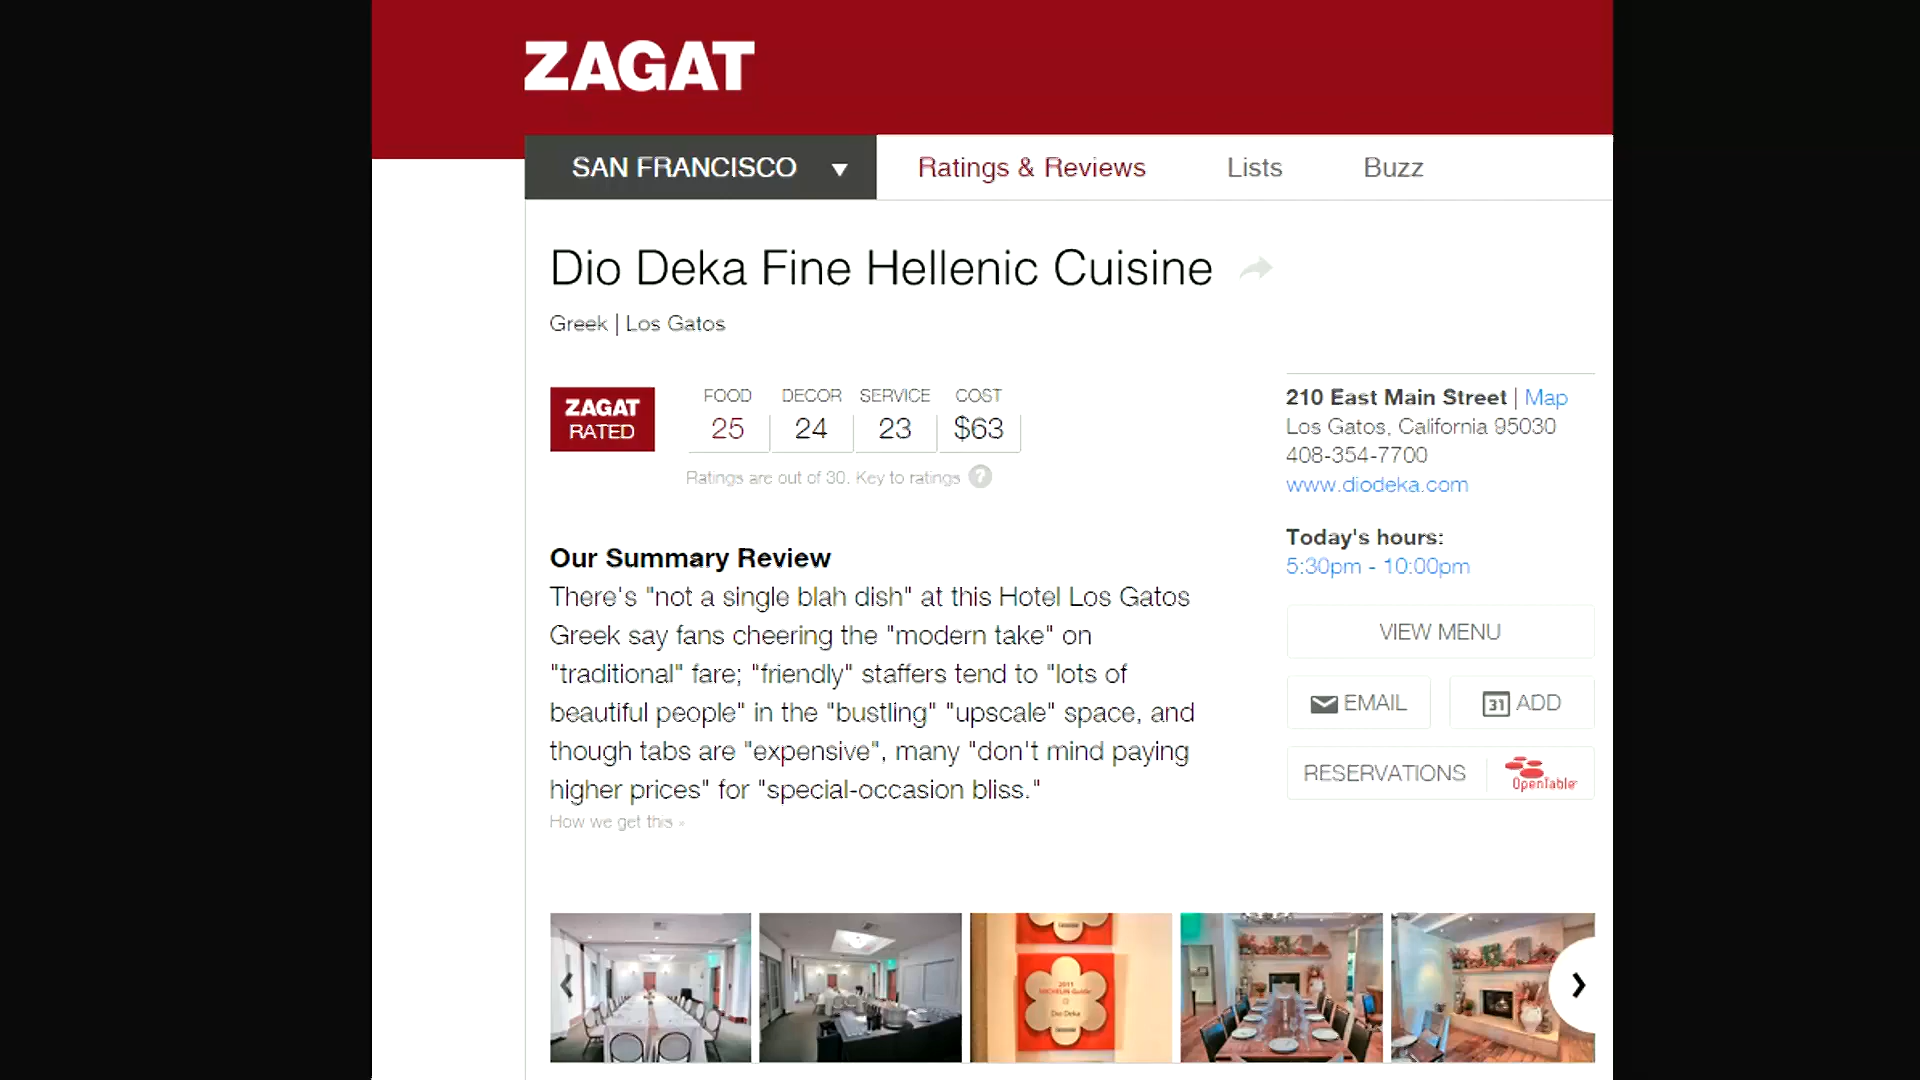 ZAGAT
SAN FRANCISCO ▼ Ratings & Reviews Lists Buzz
Dio Deka Fine Hellenic Cuisine
Greek | Los Gatos
ZAGAT
RATED
FOOD DECOR SERVICE COST
25 24 23 $63
Ratings are out of 30. Key to ratings ?
Our Summary Review
There's "not a single blah dish" at this Hotel Los Gatos
Greek say fans cheering the "modern take" on
"traditional" fare; "friendly" staffers tend to "lots of
beautiful people" in the "bustling" "upscale" space, and
though tabs are "expensive", many "don't mind paying
higher prices" for "special-occasion bliss."
How we get this »
210 East Main Street | Map
Los Gatos, California 95030
408-354-7700
www.diodeka.com
Today's hours:
5:30pm - 10:00pm
VIEW MENU
EMAIL
31 ADD
RESERVATIONS OpenTable
2011
MICHELIN Guide
Dio Deka